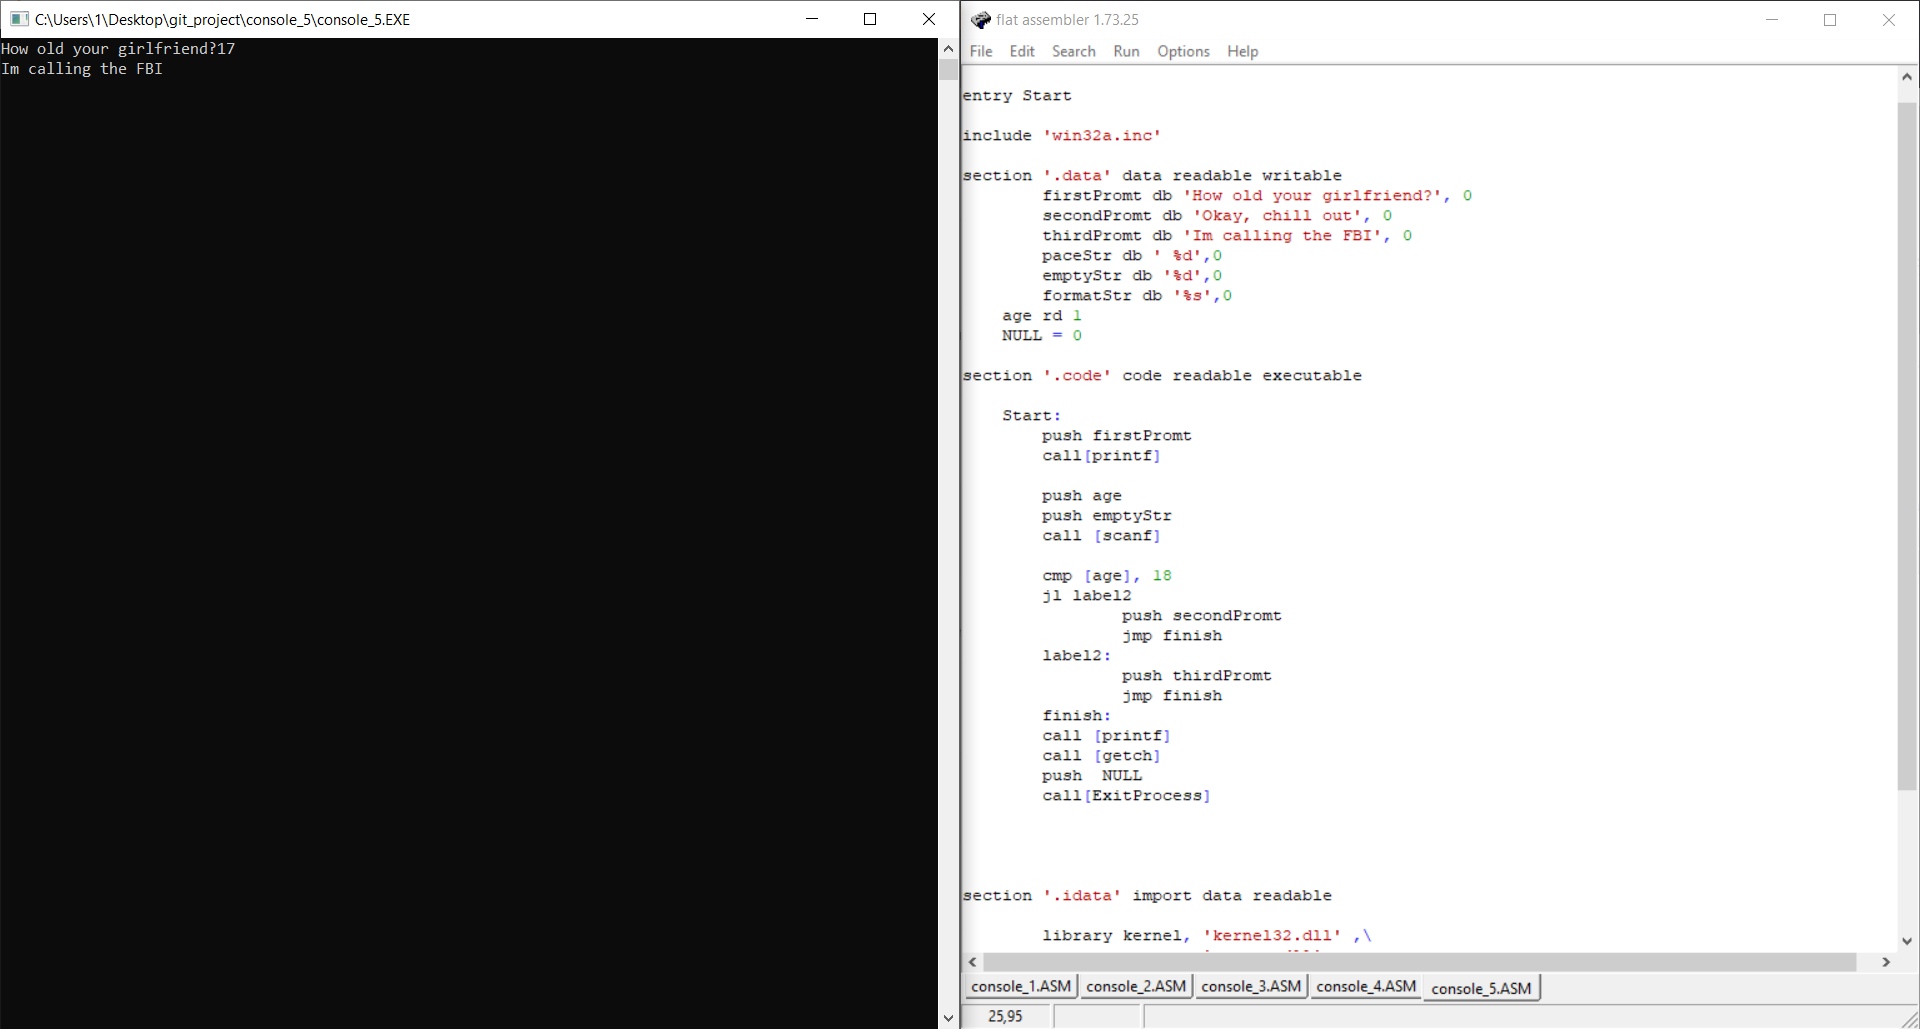 C:\Users\1\Desktop\git_project\console_5\console_5.EXE
How old your girlfriend?17
Im calling the FBI
flat assembler 1.73.25
File Edit Search Run Options Help
entry Start
include 'win32a.inc'
section '.data' data readable writable
firstPromt db 'How old your girlfriend?', 0
secondPromt db 'Okay, chill out', 0
thirdPromt db 'Im calling the FBI', 0
paceStr db ' %d',0
emptyStr db '%d',0
formatStr db '%s',0
age rd 1
NULL = 0
section '.code' code readable executable
Start:
push firstPromt
call[printf]
push age
push emptyStr
call [scanf]
cmp [age], 18
jl label2
push secondPromt
jmp finish
label2:
push thirdPromt
jmp finish
finish:
call [printf]
call [getch]
push  NULL
call[ExitProcess]
section '.idata' import data readable
library kernel, 'kernel32.dll' ,\
console_1.ASM console_2.ASM console_3.ASM console_4.ASM console_5.ASM
25,95